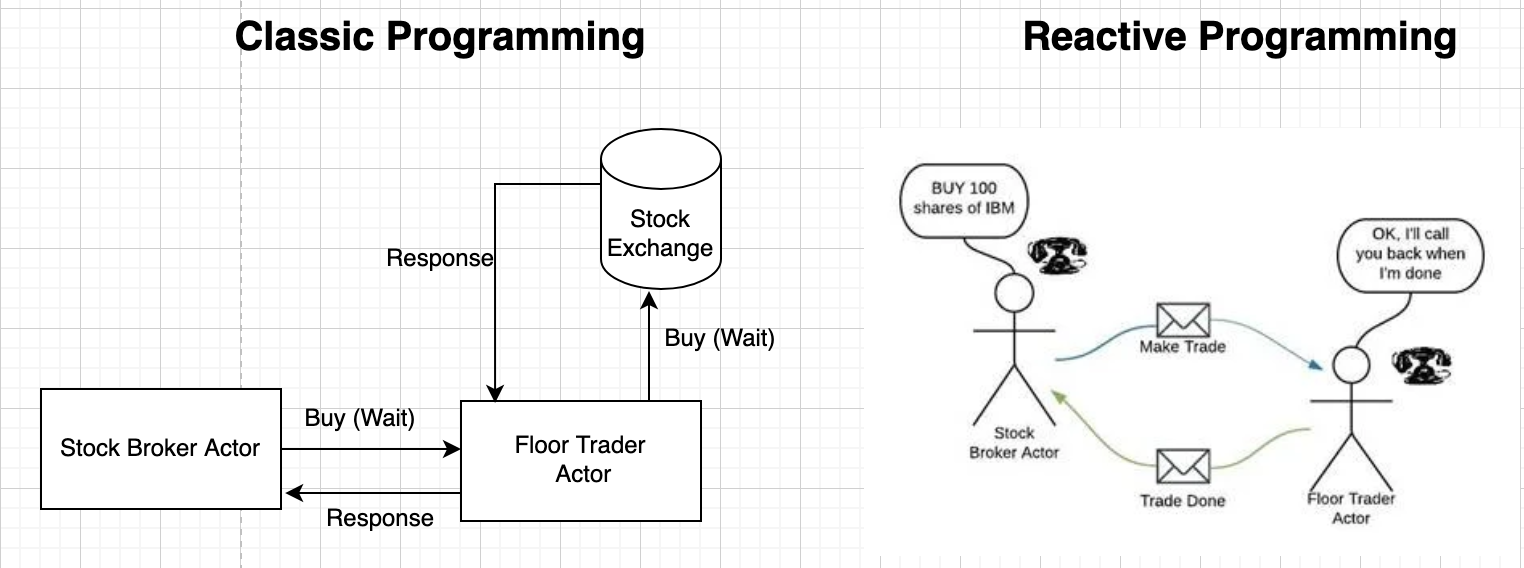 Classic Programming
Reactive Programming
Stock
Exchange
Response
Buy (Wait)
Buy (Wait)
Stock Broker Actor
Floor Trader
Actor
Response
BUY 100
shares of IBM
OK, I'll call
you back when
I'm done
Make Trade
Stock
Broker Actor
Trade Done
Floor Trader
Actor